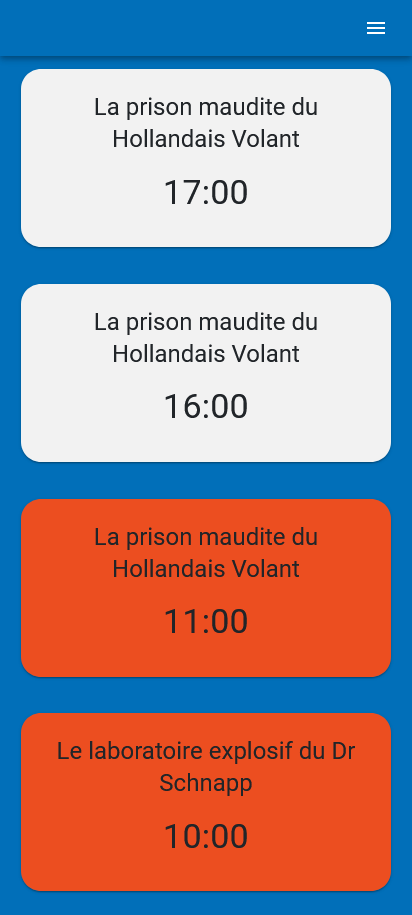 La prison maudite du
Hollandais Volant
17:00
La prison maudite du
Hollandais Volant
16:00
La prison maudite du
Hollandais Volant
11:00
Le laboratoire explosif du Dr
Schnapp
10:00